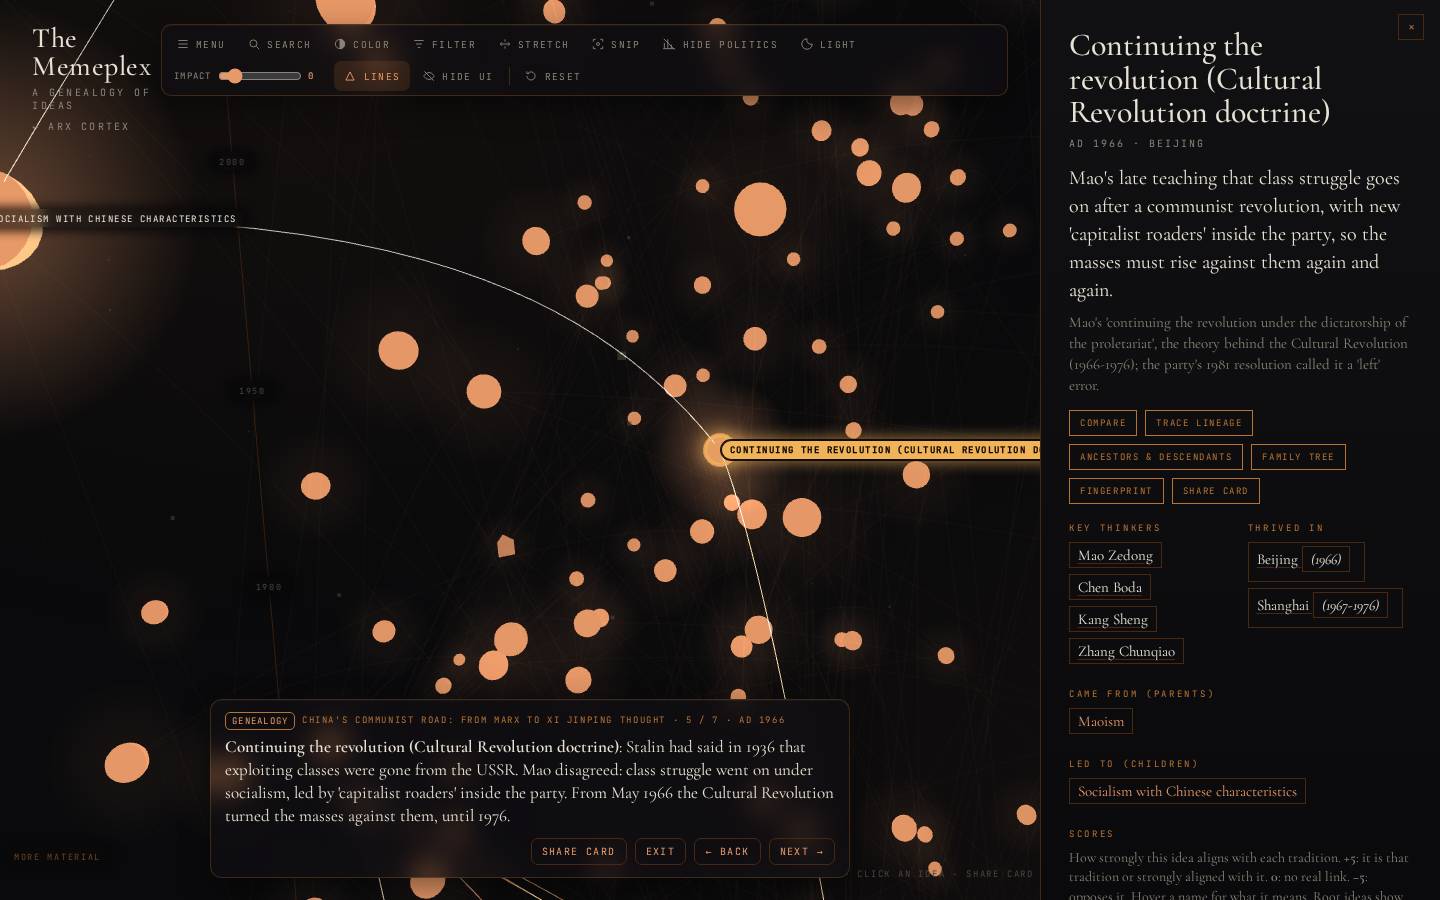 The
Memeplex
A GENEALOGY OF
IDEAS
ARX CORTEX
MENU
SEARCH
COLOR
FILTER
STRETCH
SNIP
HIDE POLITICS
LIGHT
IMPACT
0
LINES
HIDE UI
RESET
2000
OCIALISM WITH CHINESE CHARACTERISTICS
1950
CONTINUING THE REVOLUTION (CULTURAL REVOLUTION D
1900
GENEALOGY
CHINA'S COMMUNIST ROAD: FROM MARX TO XI JINPING THOUGHT · 5 / 7 · AD 1966
Continuing the revolution (Cultural Revolution doctrine): Stalin had said in 1936 that
exploiting classes were gone from the USSR. Mao disagreed: class struggle went on under
socialism, led by 'capitalist roaders' inside the party. From May 1966 the Cultural Revolution
turned the masses against them, until 1976.
SHARE CARD
EXIT
← BACK
NEXT →
MORE MATERIAL
CLICK AN IDEA · SHARE CARD
×
Continuing the
revolution (Cultural
Revolution doctrine)
AD 1966 · BEIJING
Mao's late teaching that class struggle goes
on after a communist revolution, with new
'capitalist roaders' inside the party, so the
masses must rise against them again and
again.
Mao's 'continuing the revolution under the dictatorship of
the proletariat', the theory behind the Cultural Revolution
(1966-1976); the party's 1981 resolution called it a 'left'
error.
COMPARE
TRACE LINEAGE
ANCESTORS & DESCENDANTS
FAMILY TREE
FINGERPRINT
SHARE CARD
KEY THINKERS
Mao Zedong
Chen Boda
Kang Sheng
Zhang Chunqiao
THRIVED IN
Beijing (1966)
Shanghai (1967-1976)
CAME FROM (PARENTS)
Maoism
LED TO (CHILDREN)
Socialism with Chinese characteristics
SCORES
How strongly this idea aligns with each tradition. +5: it is that
tradition or strongly aligned with it. 0: no real link. −5:
opposes it. Hover a name for what it means. Root ideas show